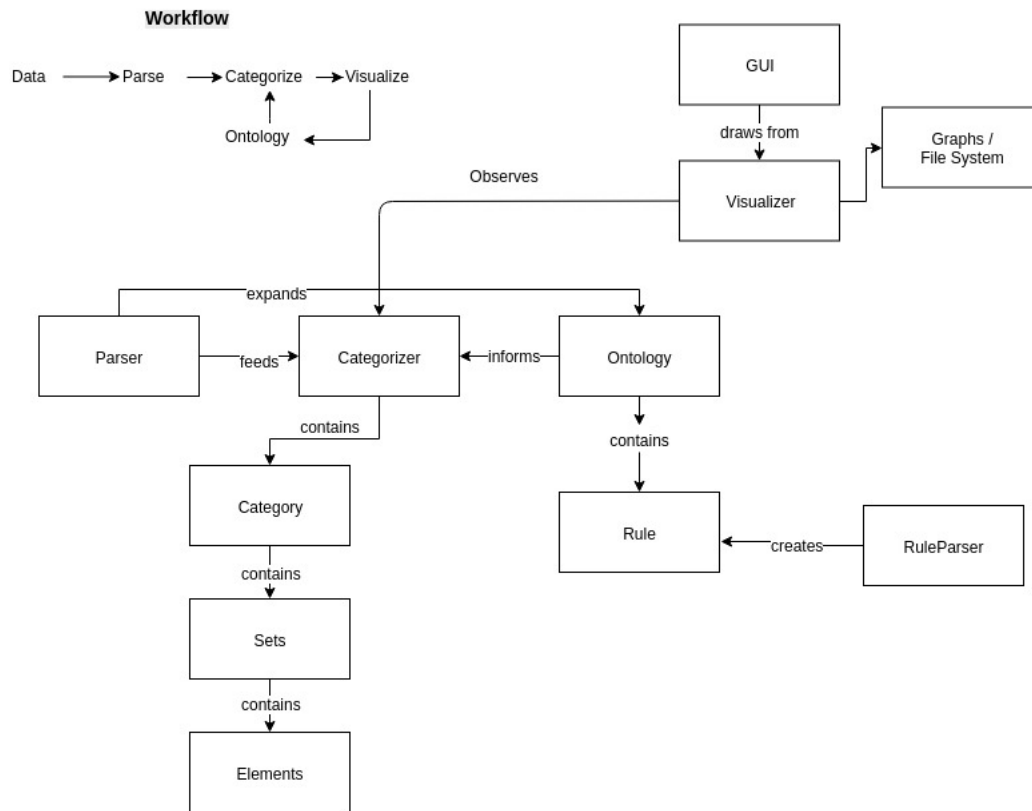 Workflow
Data
Parse
Categorize
Visualize
Ontology
GUI
draws from
Graphs /
File System
Observes
Visualizer
expands
Parser
feeds
Categorizer
informs
Ontology
contains
contains
Category
Rule
creates
RuleParser
contains
Sets
contains
Elements